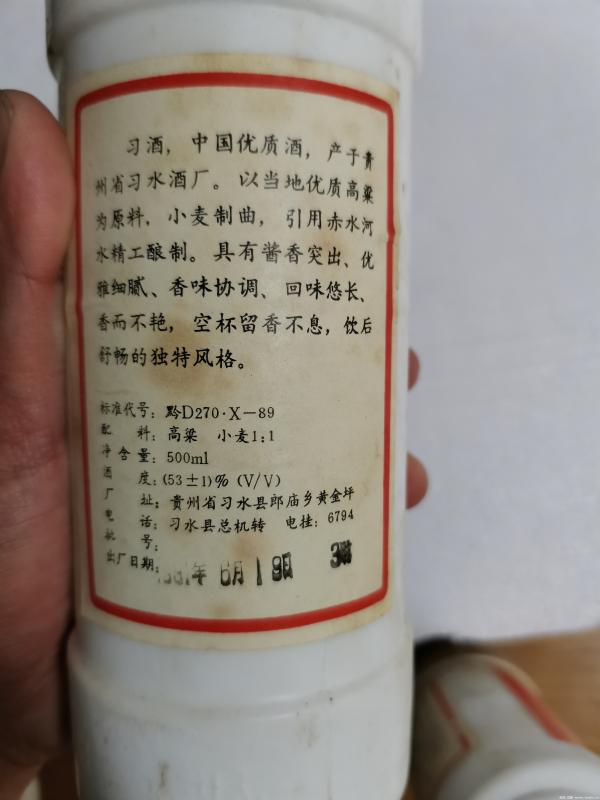 习酒，中国优质酒，产于贵
州省习水酒厂。以当地优质高粱
为原料，小麦制曲，引用赤水河
水精工酿制。具有酱香突出、优
雅细腻、香味协调、回味悠长、
香而不艳，空杯留香不息，饮后
舒畅的独特风格。
标准代号：黔D270·X－89
配料：高粱 小麦1:1
净含量：500ml
酒度：(53±1)％（V/V）
厂址：贵州省习水县郎庙乡黄金坪
电话：习水县总机转 电挂：6794
批号：
出厂日期：
年 6月19日